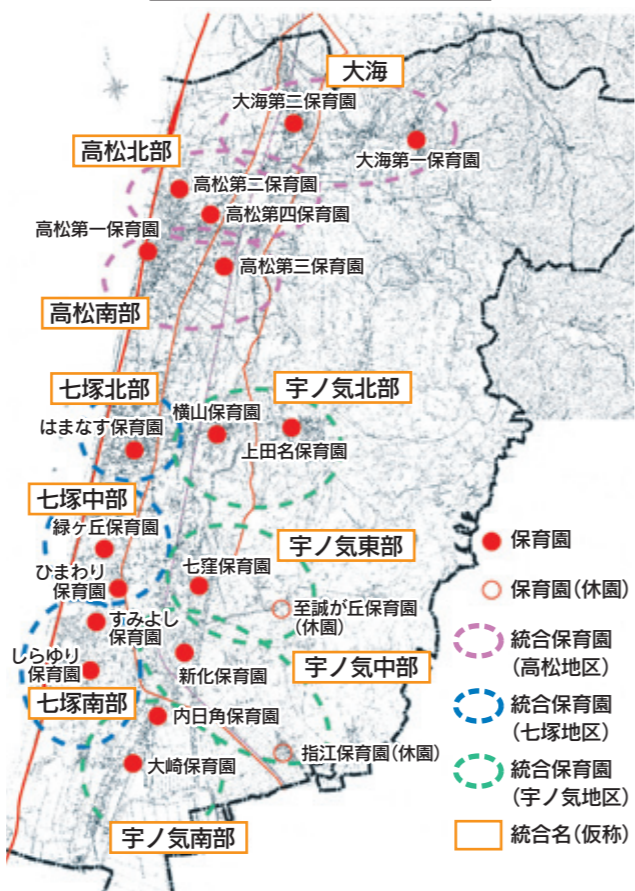 大海
大海第二保育園
大海第一保育園
高松北部
高松第二保育園
高松第四保育園
高松第一保育園
高松第三保育園
高松南部
七塚北部
宇ノ気北部
横山保育園
はまなす保育園
上田名保育園
七塚中部
緑ケ丘保育園
宇ノ気東部
ひまわり
保育園
七窪保育園
至誠が丘保育園
(休園)
すみよし
保育園
しらゆり
保育園
新化保育園
宇ノ気中部
七塚南部
内日角保育園
指江保育園(休園)
大崎保育園
宇ノ気南部
保育園
保育園(休園)
統合保育園
(高松地区)
統合保育園
(七塚地区)
統合保育園
(宇ノ気地区)
統合名(仮称)